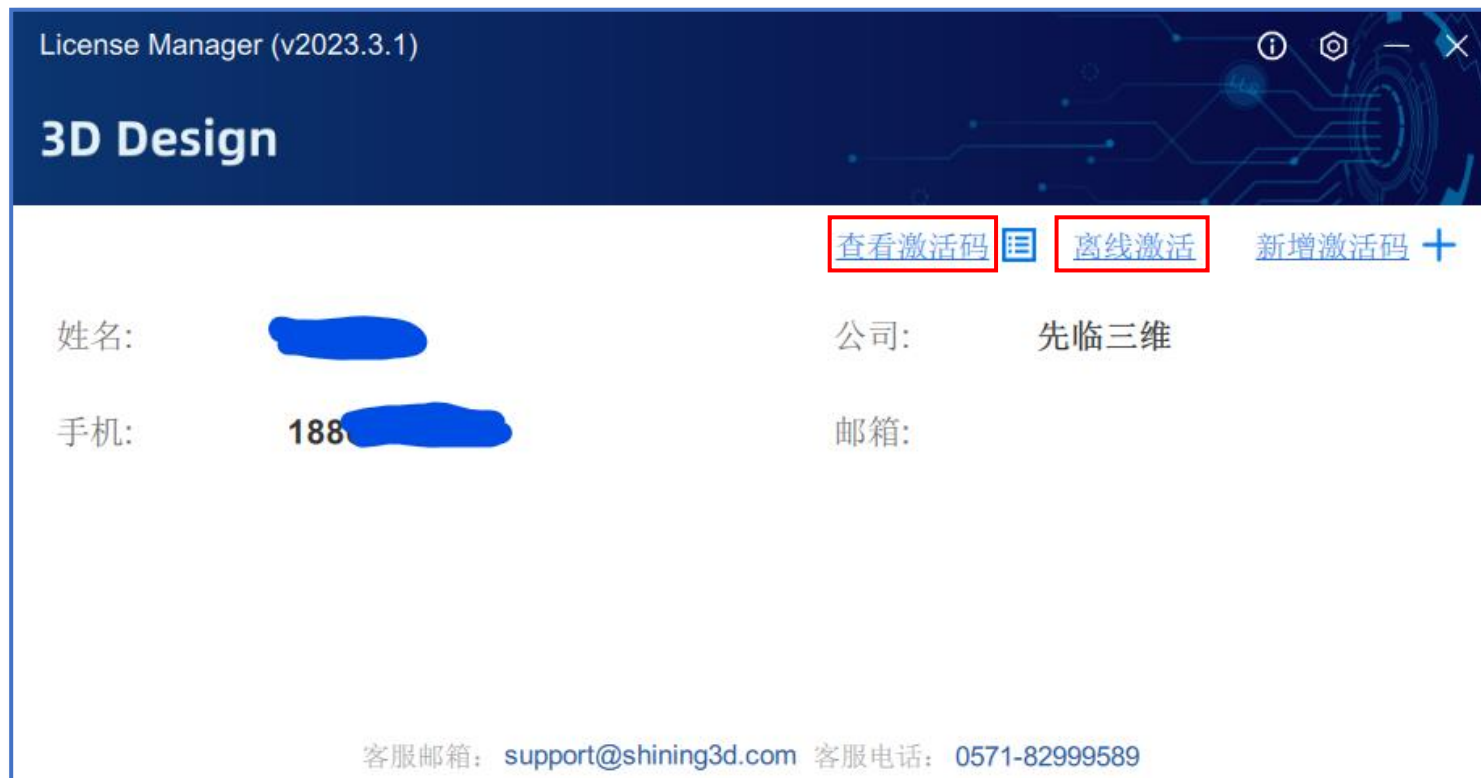 License Manager (v2023.3.1)
3D Design
查看激活码 离线激活 新增激活码
姓名: 公司: 先临三维
手机: 188 邮箱:
客服邮箱： support@shining3d.com 客服电话： 0571-82999589